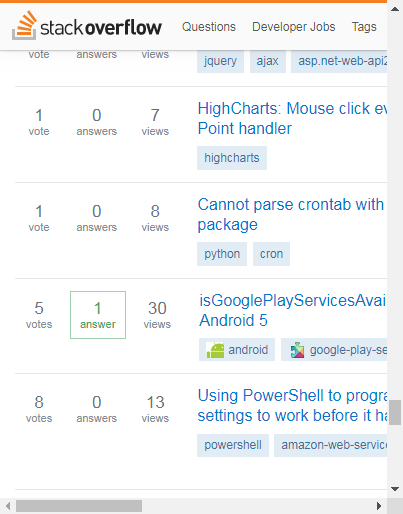 stackoverflow Questions Developer Jobs Tags
vote answers views jquery ajax asp.net-web-api2
1 0 7 HighCharts: Mouse click ev
vote answers views Point handler
highcharts
1 0 8 Cannot parse crontab with
vote answers views package
python cron
5 1 30 isGooglePlayServicesAvai
votes answer views Android 5
android google-play-se
8 0 13 Using PowerShell to progra
votes answers views settings to work before it ha
powershell amazon-web-service